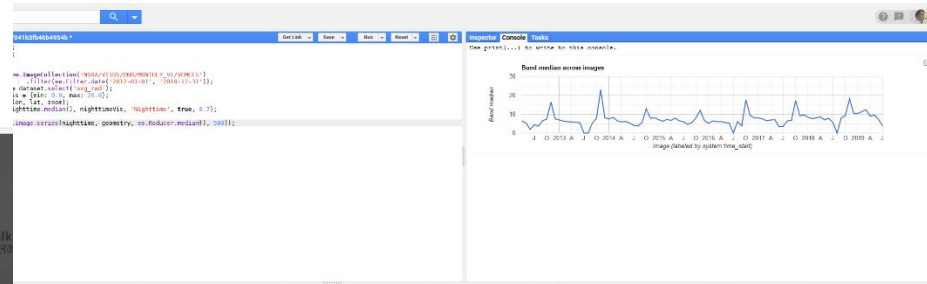 Get Link Save Run Reset
Inspector Console Tasks
Use print(...) to write to this console.
ee.ImageCollection('NOAA/VIIRS/DNB/MONTHLY_V1/VCMCFG')
.filter(ee.Filter.date('2012-03-01', '2019-12-31'));
dataset.select('avg_rad');
= {min: 0.0, max: 20.0};
lon, lat, zoom);
nighttime.median(), nighttimeVis, 'Nighttime', true, 0.7);
.image.series(nighttime, geometry, ee.Reducer.median(), 500));
Band median across images
Band median
30
20
10
0
J O 2013 A J O 2014 A J O 2015 A J O 2016 A J O 2017 A J O 2018 A J O 2019 A J
Image (labeled by system:time_start)